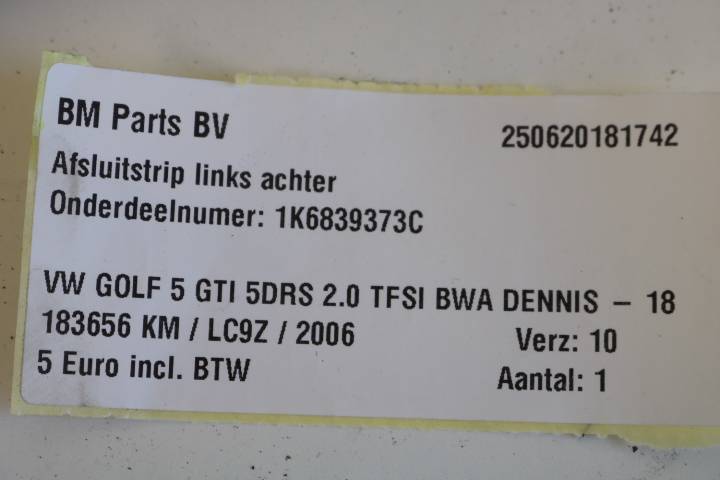 BM Parts BV 250620181742
Afsluitstrip links achter
Onderdeelnumer: 1K6839373C
VW GOLF 5 GTI 5DRS 2.0 TFSI BWA DENNIS – 18
183656 KM / LC9Z / 2006 Verz: 10
5 Euro incl. BTW Aantal: 1